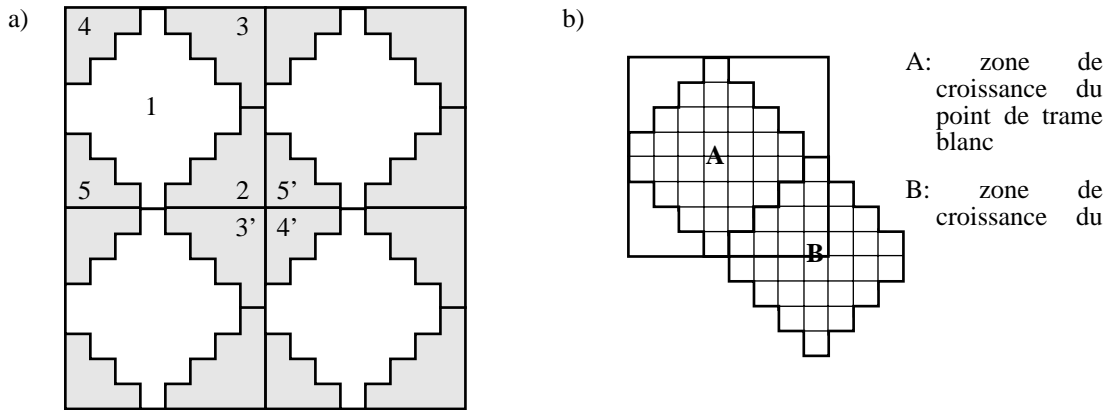 a)
4
3
1
5
2
5'
3'
4'
b)
A
B
A: zone de
croissance du
point de trame
blanc
B: zone de
croissance du